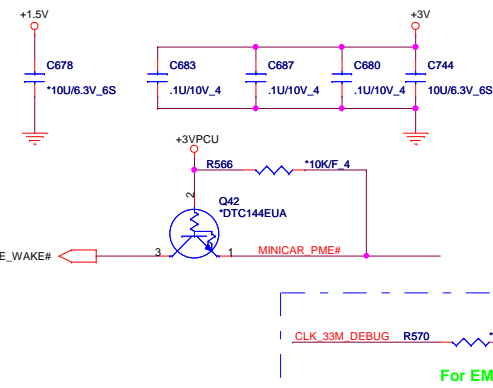 +1.5V
+3V
C678
C683
C687
C680
C744
*10U/6.3V_6S
.1U/10V_4
.1U/10V_4
.1U/10V_4
10U/6.3V_6S
+3VPCU
R566
*10K/F_4
2
Q42
*DTC144EUA
E_WAKE#
3
1
MINICAR_PME#
CLK_33M_DEBUG
R570
*
For EM